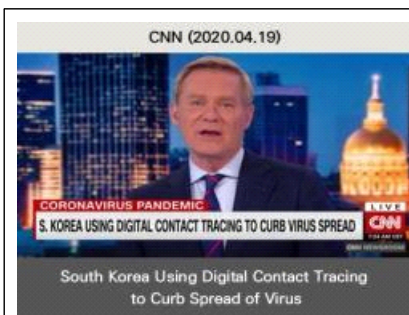 CNN (2020.04.19)
CORONAVIRUS PANDEMIC
LIVE
S. KOREA USING DIGITAL CONTACT TRACING TO CURB VIRUS SPREAD
CNN
CNN NEWSROOM
South Korea Using Digital Contact Tracing
to Curb Spread of Virus